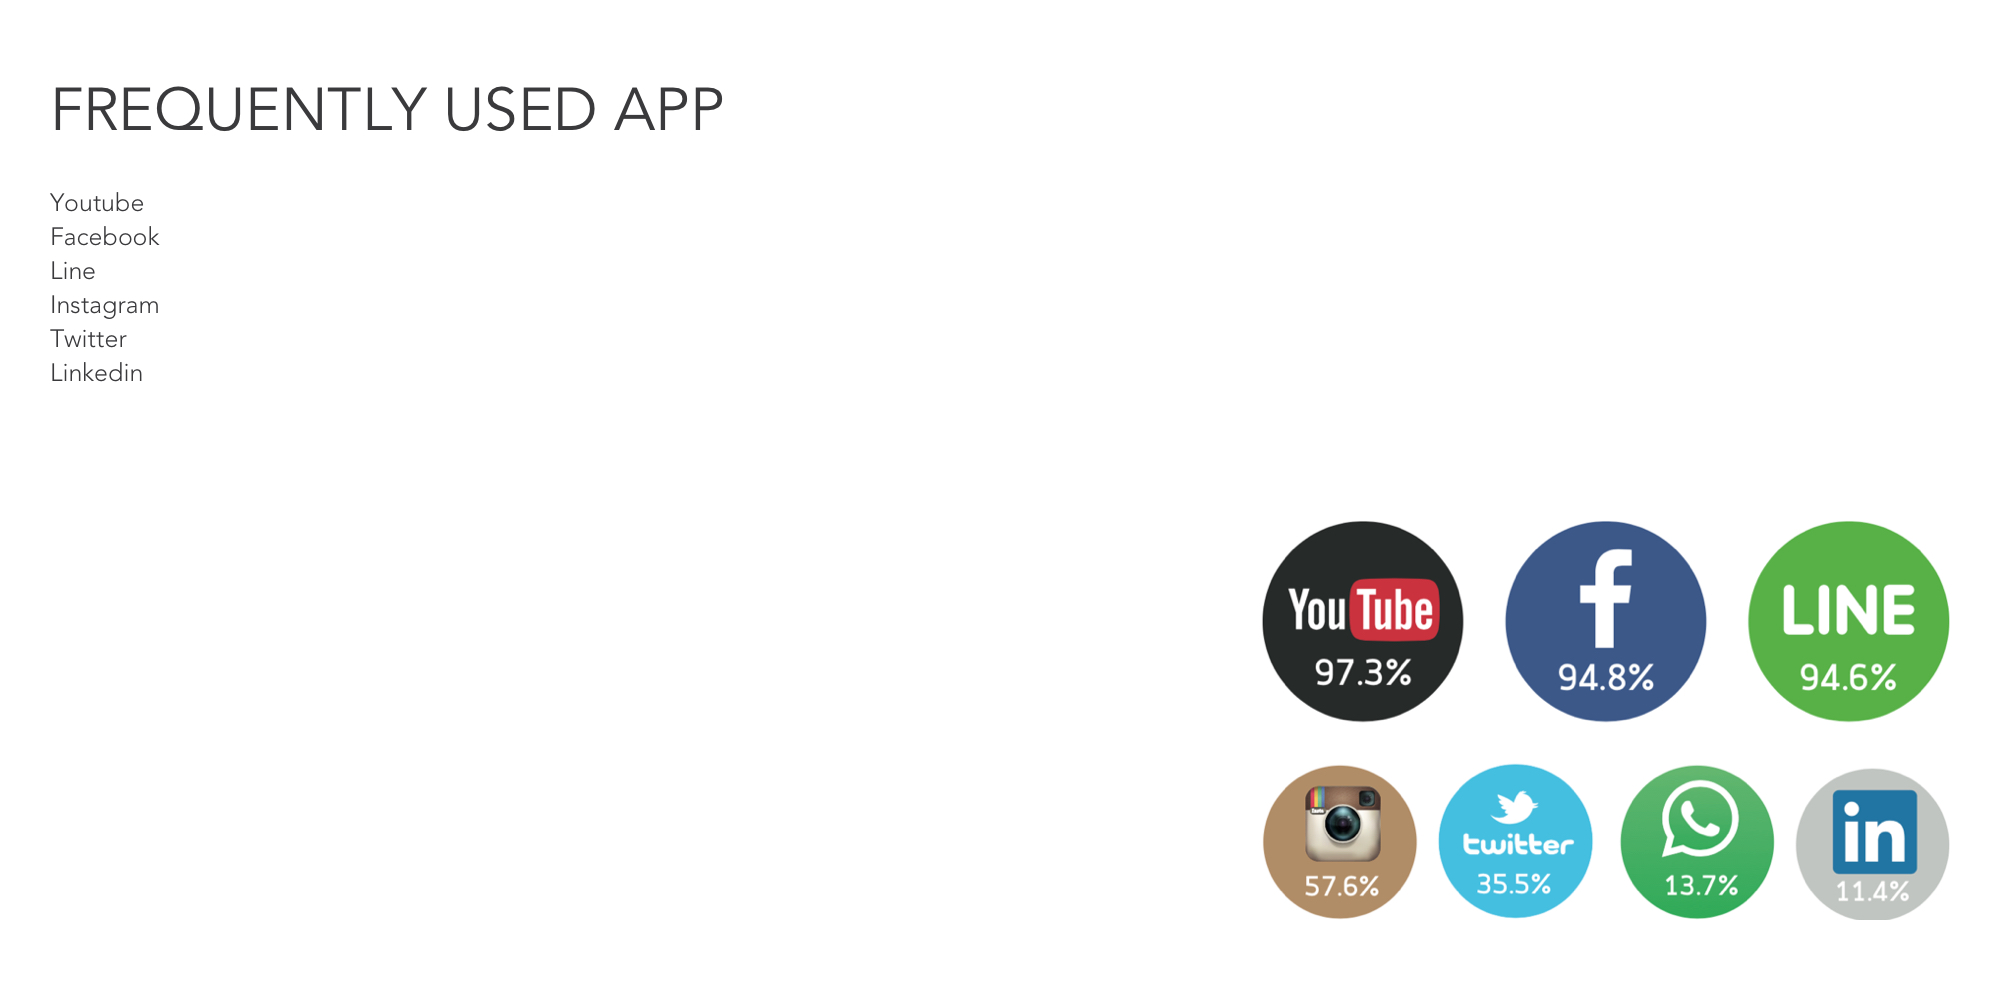 FREQUENTLY USED APP
Youtube
Facebook
Line
Instagram
Twitter
Linkedin
YouTube
97.3%
f
94.8%
LINE
94.6%
57.6%
twitter
35.5%
13.7%
in
11.4%